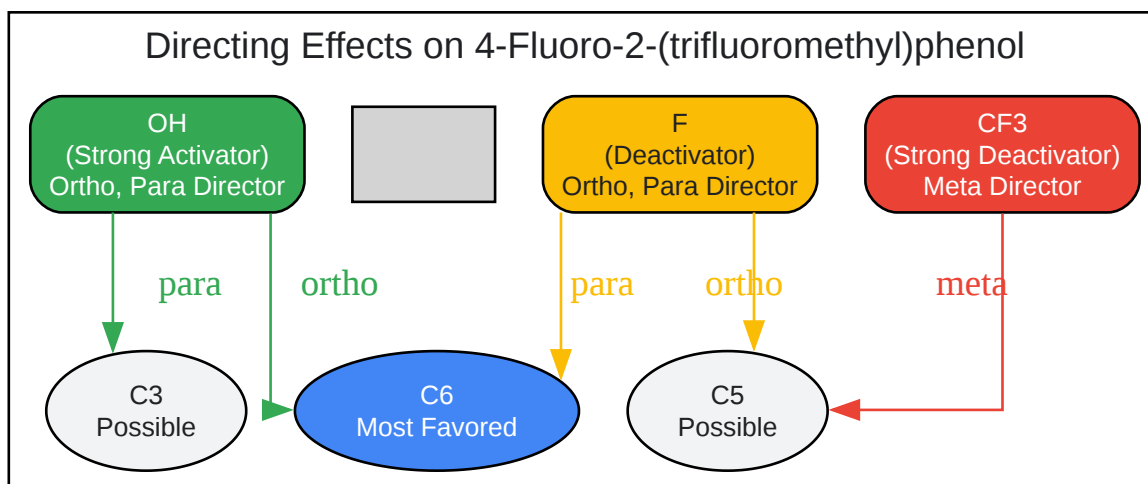 Directing Effects on 4-Fluoro-2-(trifluoromethyl)phenol
OH
(Strong Activator)
Ortho, Para Director
F
(Deactivator)
Ortho, Para Director
CF3
(Strong Deactivator)
Meta Director
para
ortho
para
ortho
meta
C3
Possible
C6
Most Favored
C5
Possible